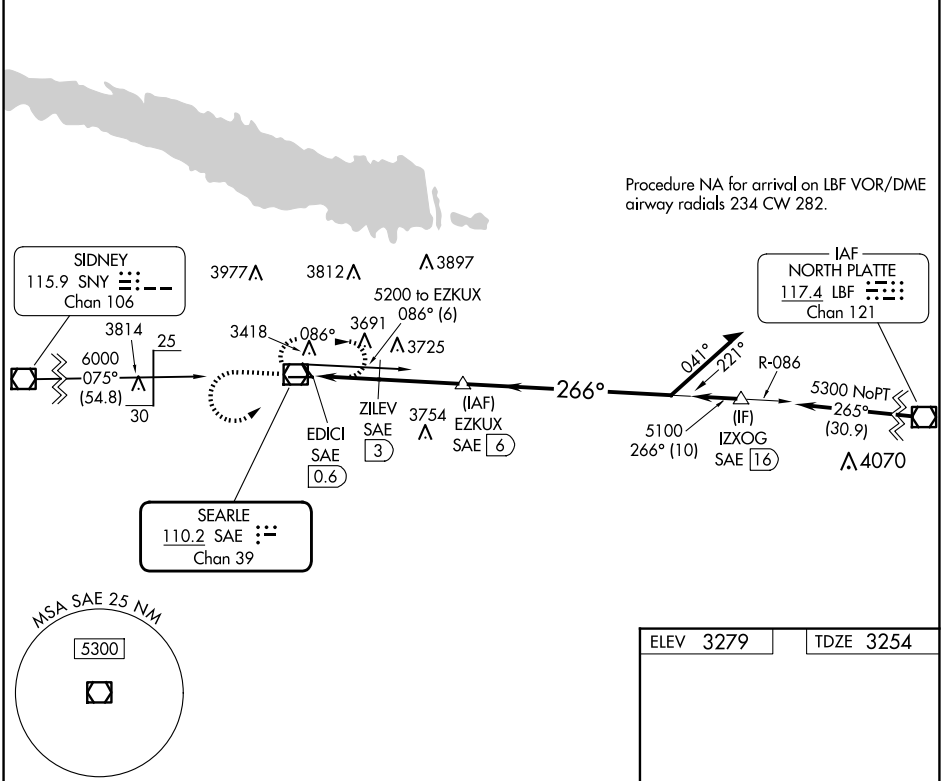 Procedure NA for arrival on LBF VOR/DME
airway radials 234 CW 282.
SIDNEY
115.9 SNY
Chan 106
3977
3812
3897
IAF
NORTH PLATTE
117.4 LBF
Chan 121
5200 to EZKUX
086° (6)
3814
25
6000
075°
(54.8)
30
3418
086°
3691
3725
041°
221°
R-086
266°
5300 NoPT
265°
(30.9)
EDICI
SAE
0.6
ZILEV
SAE
3
3754
(IAF)
EZKUX
SAE 6
5100
266° (10)
(IF)
IZXOG
SAE 16
4070
SEARLE
110.2 SAE
Chan 39
MSA SAE 25 NM
5300
ELEV 3279
TDZE 3254